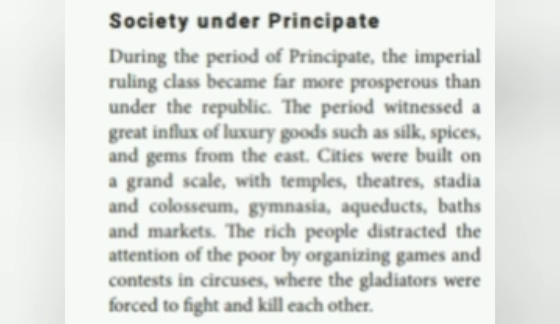 Society under Principate
During the period of Principate, the imperial
ruling class became far more prosperous than
under the republic. The period witnessed a
great influx of luxury goods such as silk, spices,
and gems from the east. Cities were built on
a grand scale, with temples, theatres, stadia
and colosseum, gymnasia, aqueducts, baths
and markets. The rich people distracted the
attention of the poor by organizing games and
contests in circuses, where the gladiators were
forced to fight and kill each other.